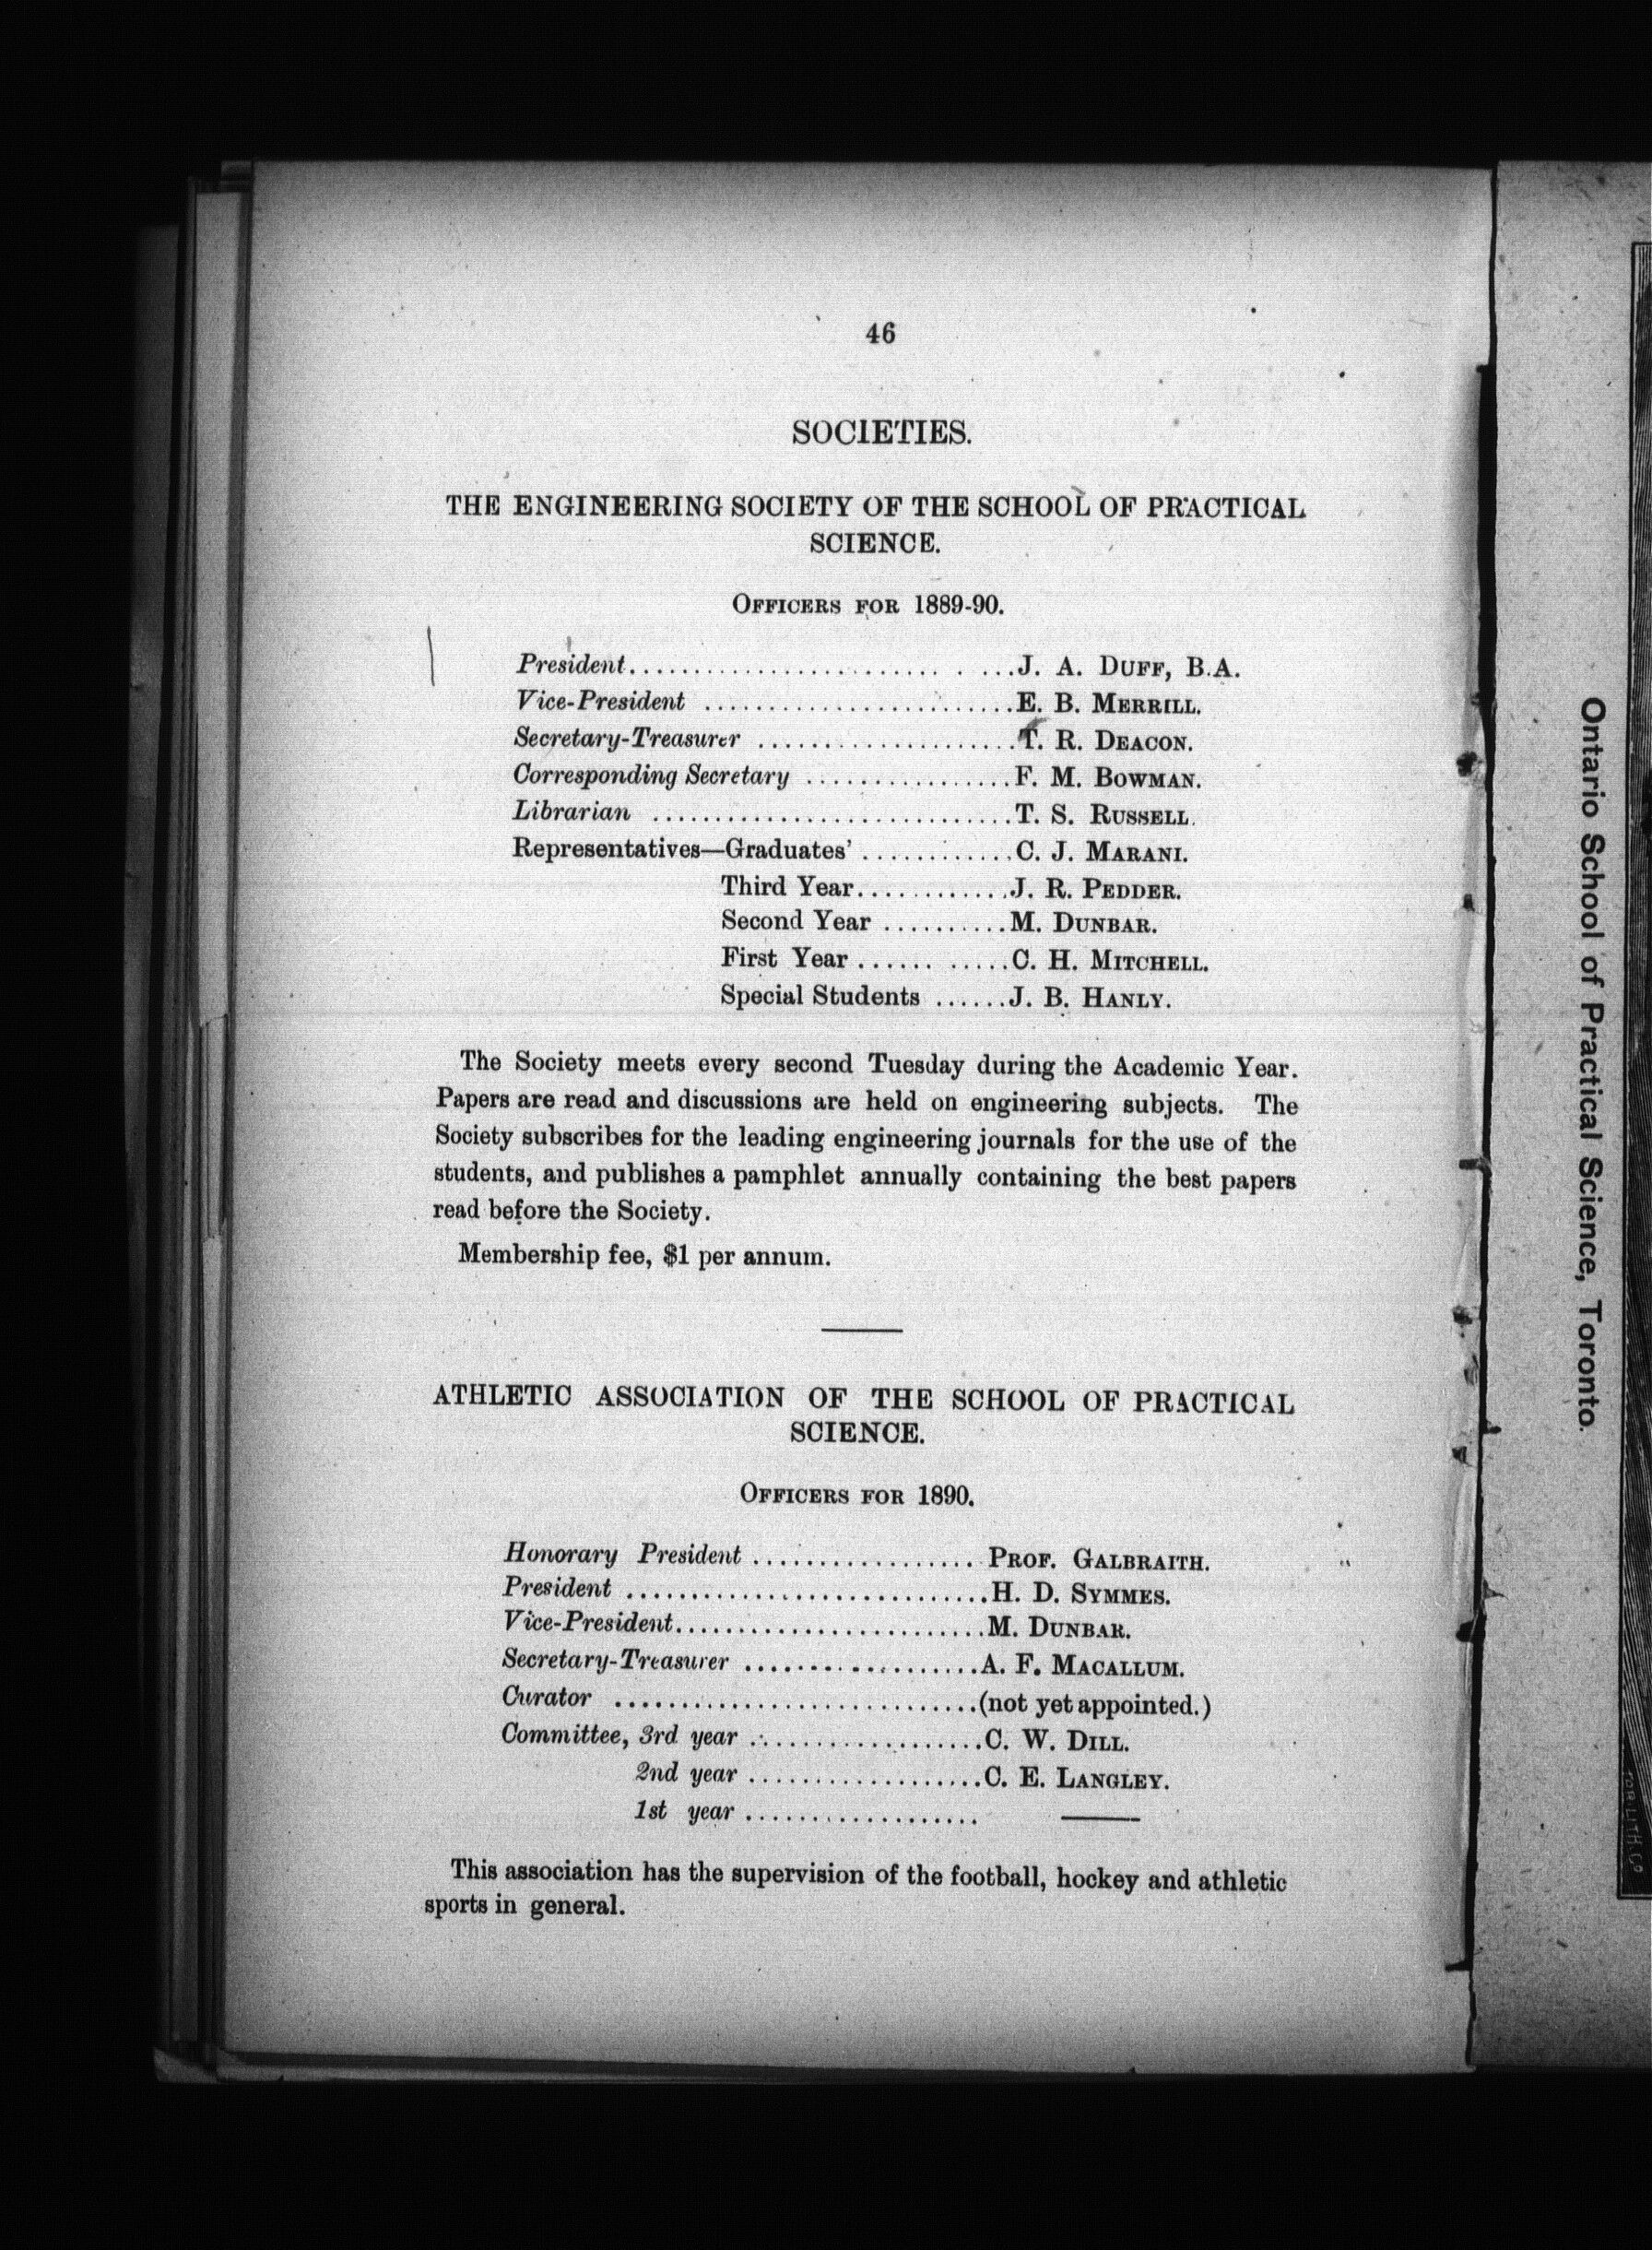 46
SOCIETIES.
THE ENGINEERING SOCIETY OF THE SCHOOL OF PRACTICAL
SCIENCE.
OFFICERS FOR 1889-90.
President.............................J. A. DUFF, B.A.
Vice-President .........................E. B. MERRILL.
Secretary-Treasurer .....................T. R. DEACON.
Corresponding Secretary .................F. M. BOWMAN.
Librarian .............................T. S. RUSSELL.
Representatives—Graduates' .............C. J. MARANI.
Third Year............J. R. PEDDER.
Second Year ..........M. DUNBAR.
First Year ...... .....C. H. MITCHELL.
Special Students ......J. B. HANLY.
The Society meets every second Tuesday during the Academic Year.
Papers are read and discussions are held on engineering subjects. The
Society subscribes for the leading engineering journals for the use of the
students, and publishes a pamphlet annually containing the best papers
read before the Society.
Membership fee, $1 per annum.
ATHLETIC ASSOCIATION OF THE SCHOOL OF PRACTICAL
SCIENCE.
OFFICERS FOR 1890.
Honorary President .................. PROF. GALBRAITH.
President .............................H. D. SYMMES.
Vice-President.........................M. DUNBAR.
Secretary-Treasurer ...................A. F. MACALLUM.
Curator .............................(not yet appointed.)
Committee, 3rd year ...................C. W. DILL.
2nd year ...................C. E. LANGLEY.
1st year ................... ———
This association has the supervision of the football, hockey and athletic
sports in general.
Ontario School of Practical Science, Toronto.